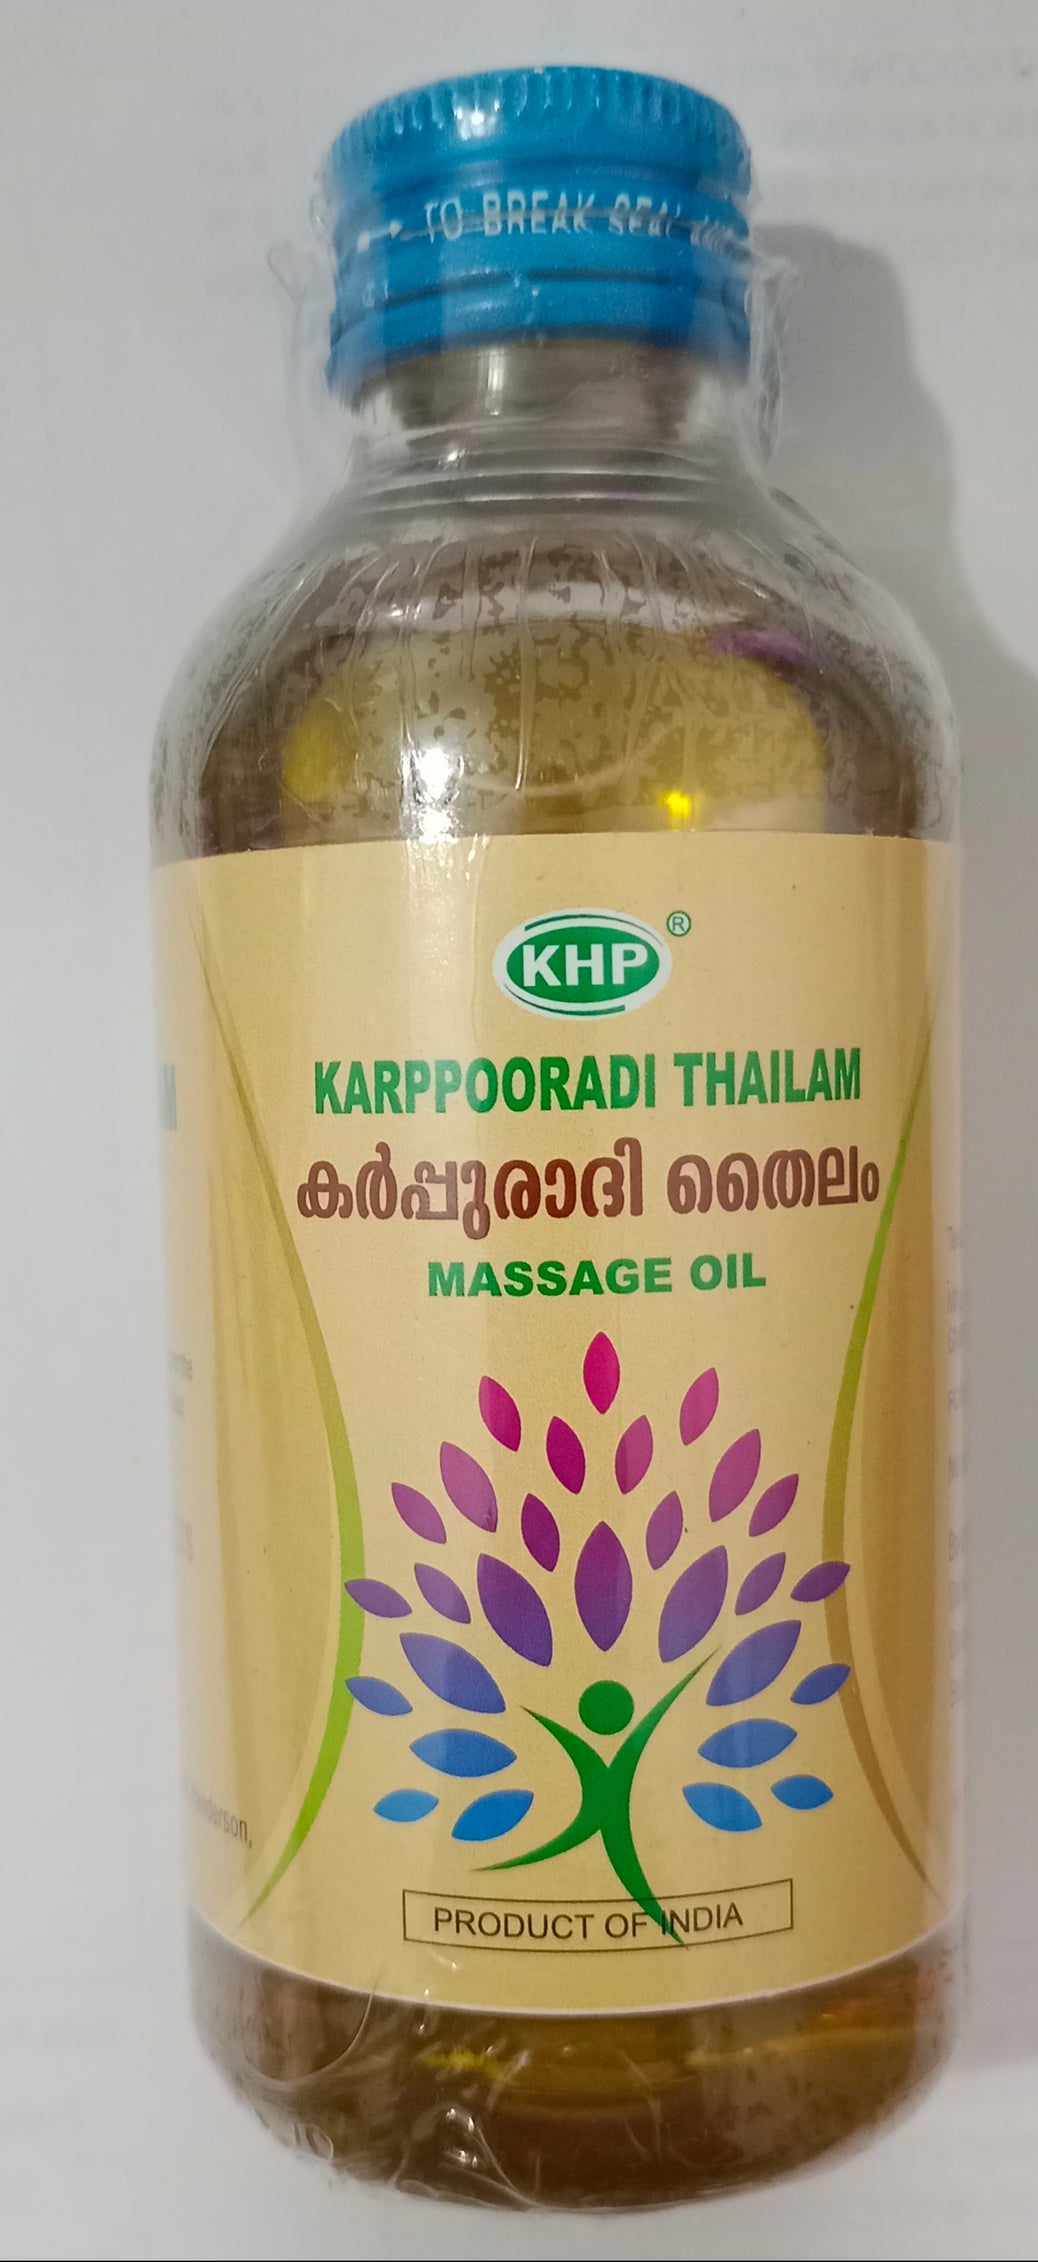 TO BREAK SEAL
KHP
®
KARPPOORADI THAILAM
കർപ്പുരാദി തൈലം
MASSAGE OIL
PRODUCT OF INDIA